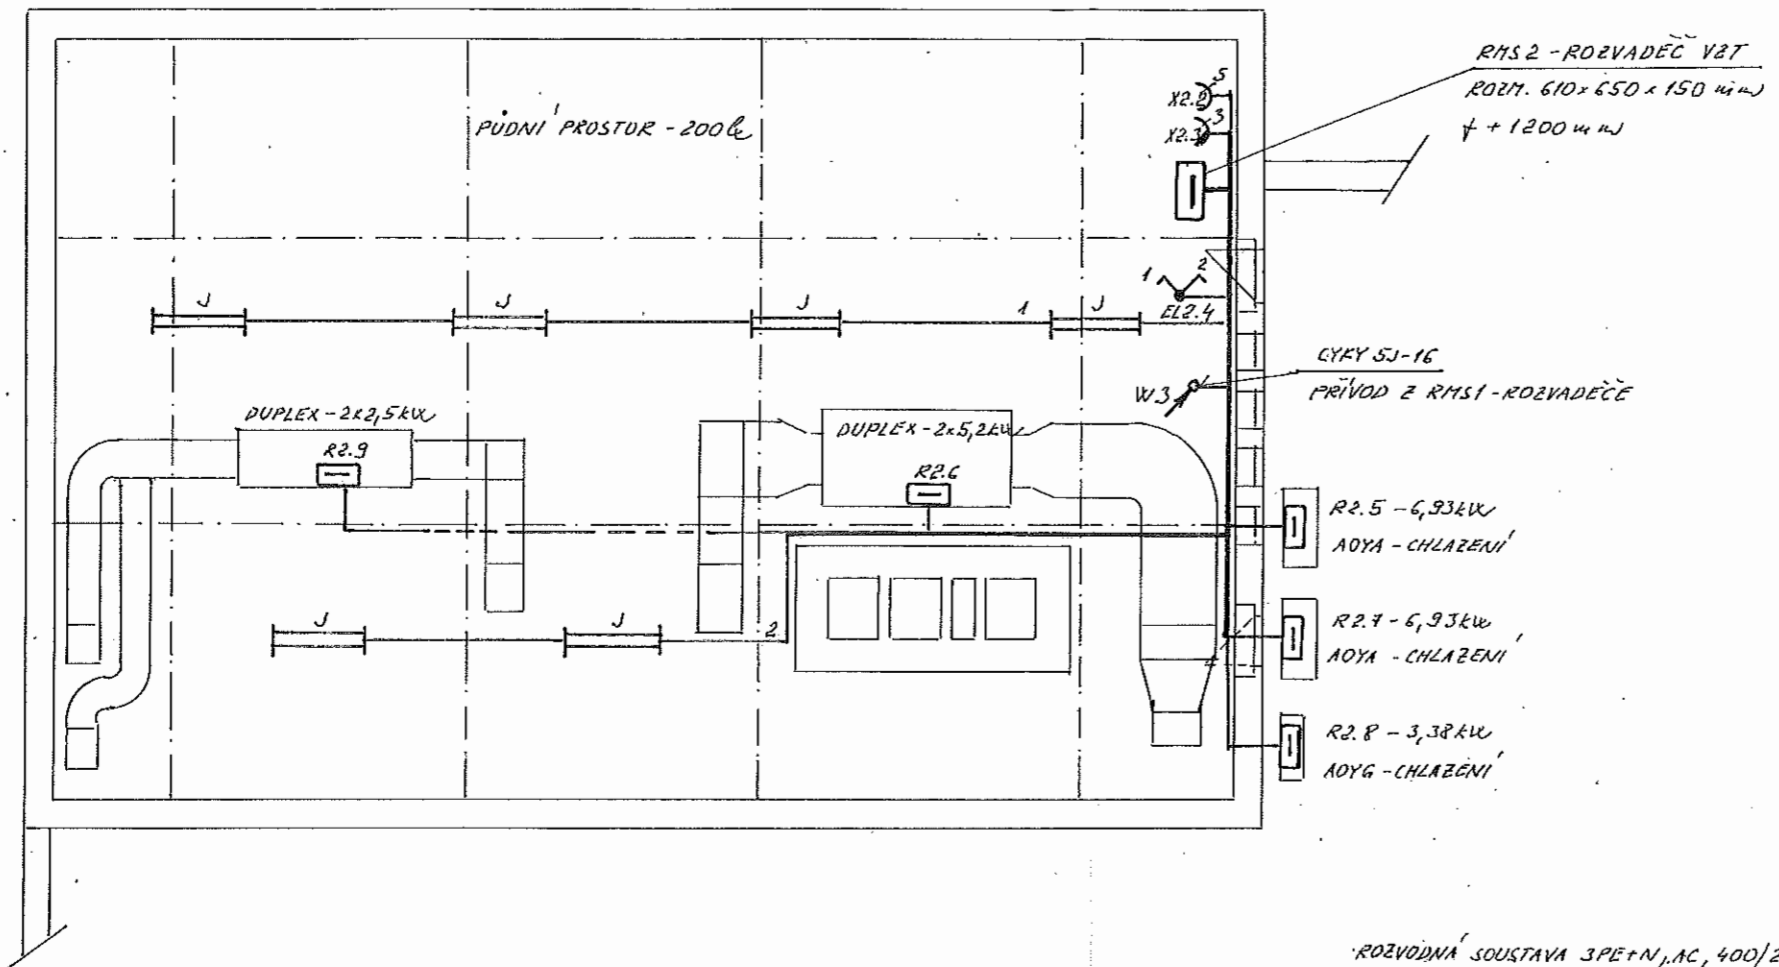 RMS2 - ROZVADĚČ VZT
ROZM. 610 x 650 x 150 mm
+ 1200 mm
5
X2.2
3
X2.3
PŮDNÍ PROSTOR - 200 lx
1 2
EL2.4
J
J
J
1
J
CYKY 5J-16
PŘÍVOD Z RMS1 - ROZVADĚČE
W3
DUPLEX - 2x2,5kW
R2.9
DUPLEX - 2x5,2kW
R2.6
R2.5 - 6,93kW
AOYA - CHLAZENÍ
J
J
2
R2.7 - 6,93kW
AOYA - CHLAZENÍ
R2.8 - 3,38kW
AOYG - CHLAZENÍ
ROZVODNÁ SOUSTAVA 3PE+N, AC, 400/2